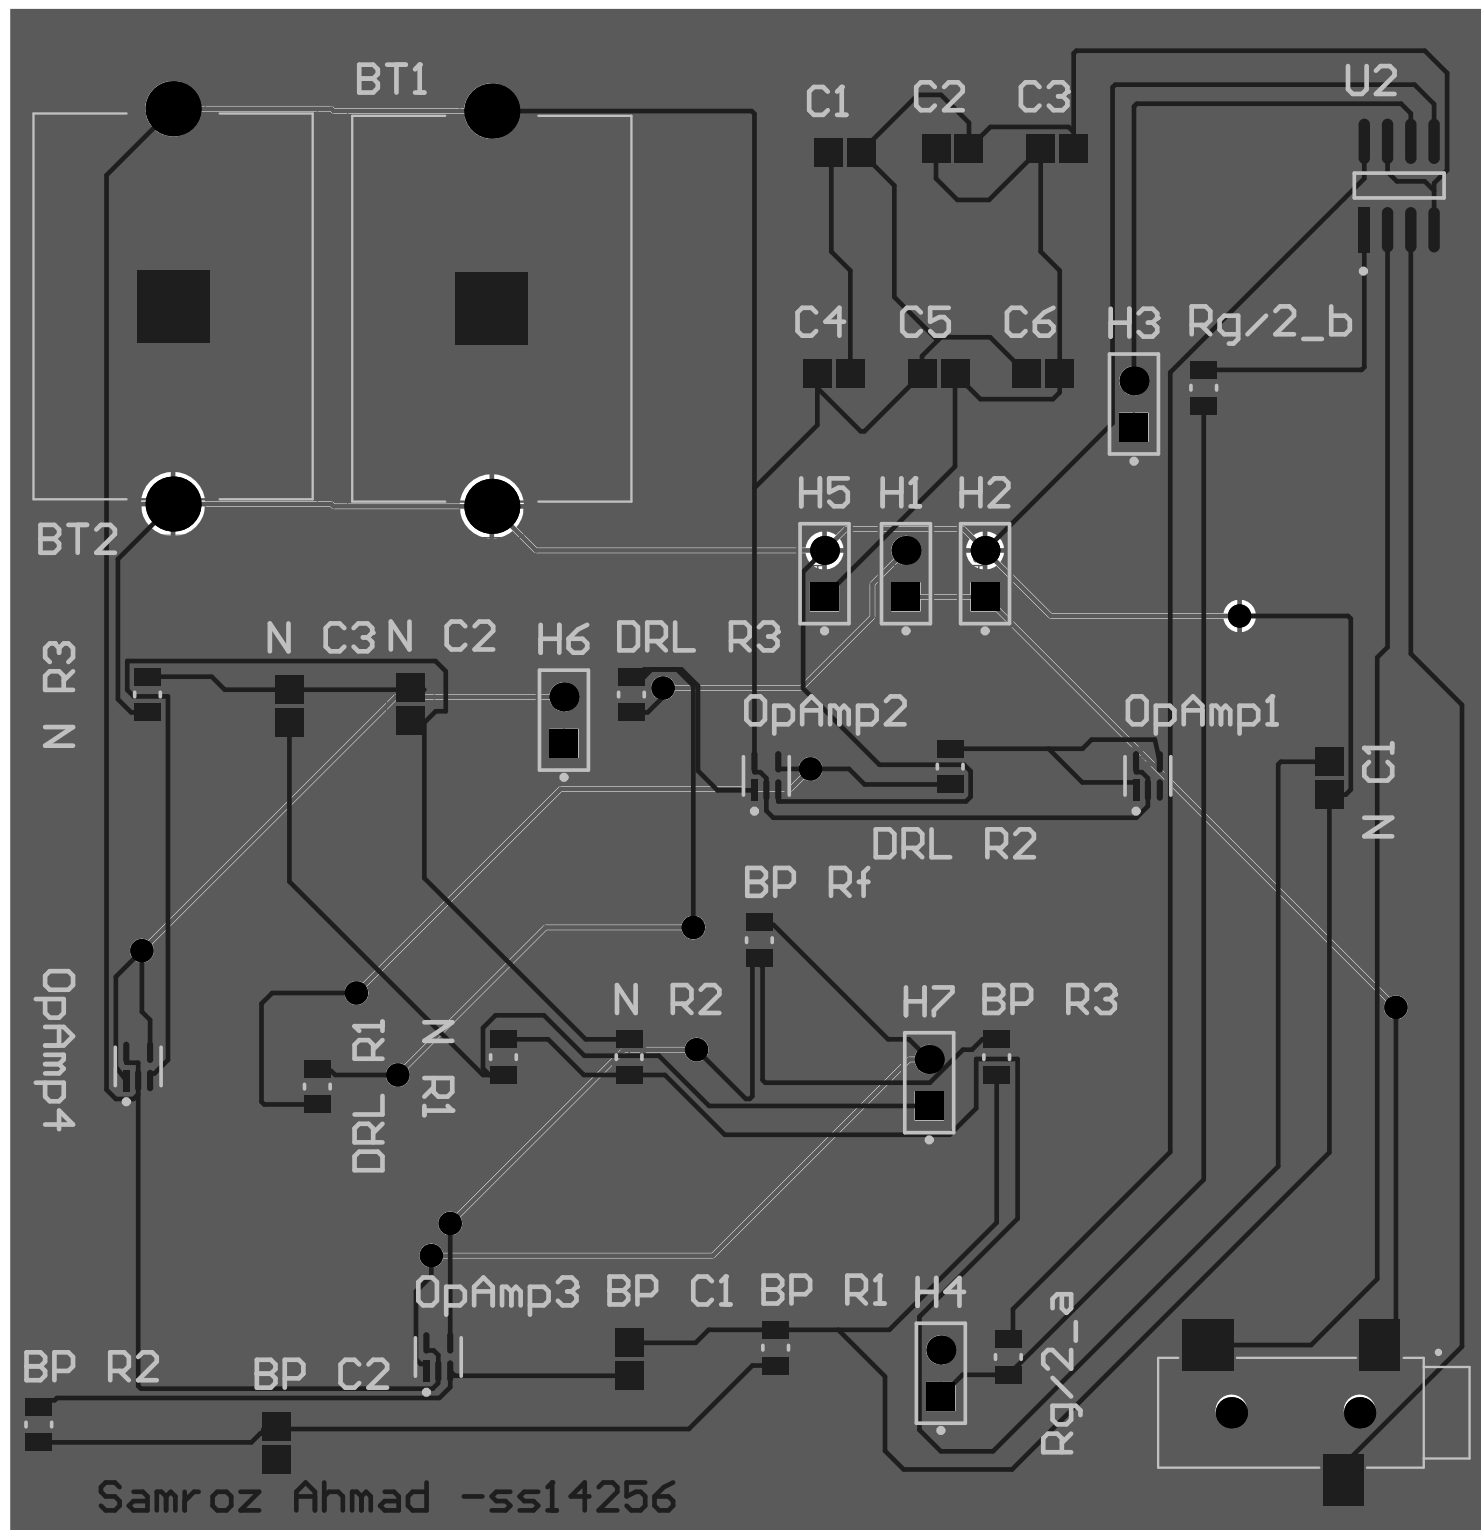 BT1
U2
C1 C2 C3
C4 C5 C6 H3 Rg/2_b
BT2
H5 H1 H2
N R3
N C3 N C2 H6 DRL R3
OpAmp2 OpAmp1
N C1
DRL R2
BP Rf
OpAmp4
DRL R1
N R1
N R2
H7 BP R3
OpAmp3 BP C1 BP R1 H4
Rg/2_a
BP R2 BP C2
Samroz Ahmad -ss14256